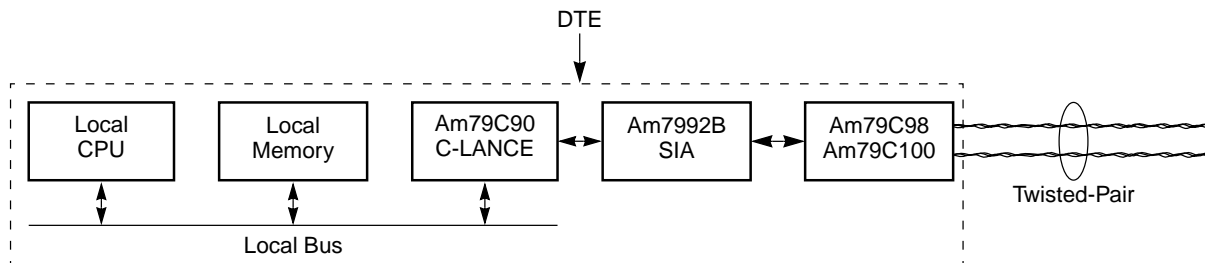 DTE
Local
CPU
Local
Memory
Am79C90
C-LANCE
Am7992B
SIA
Am79C98
Am79C100
Twisted-Pair
Local Bus